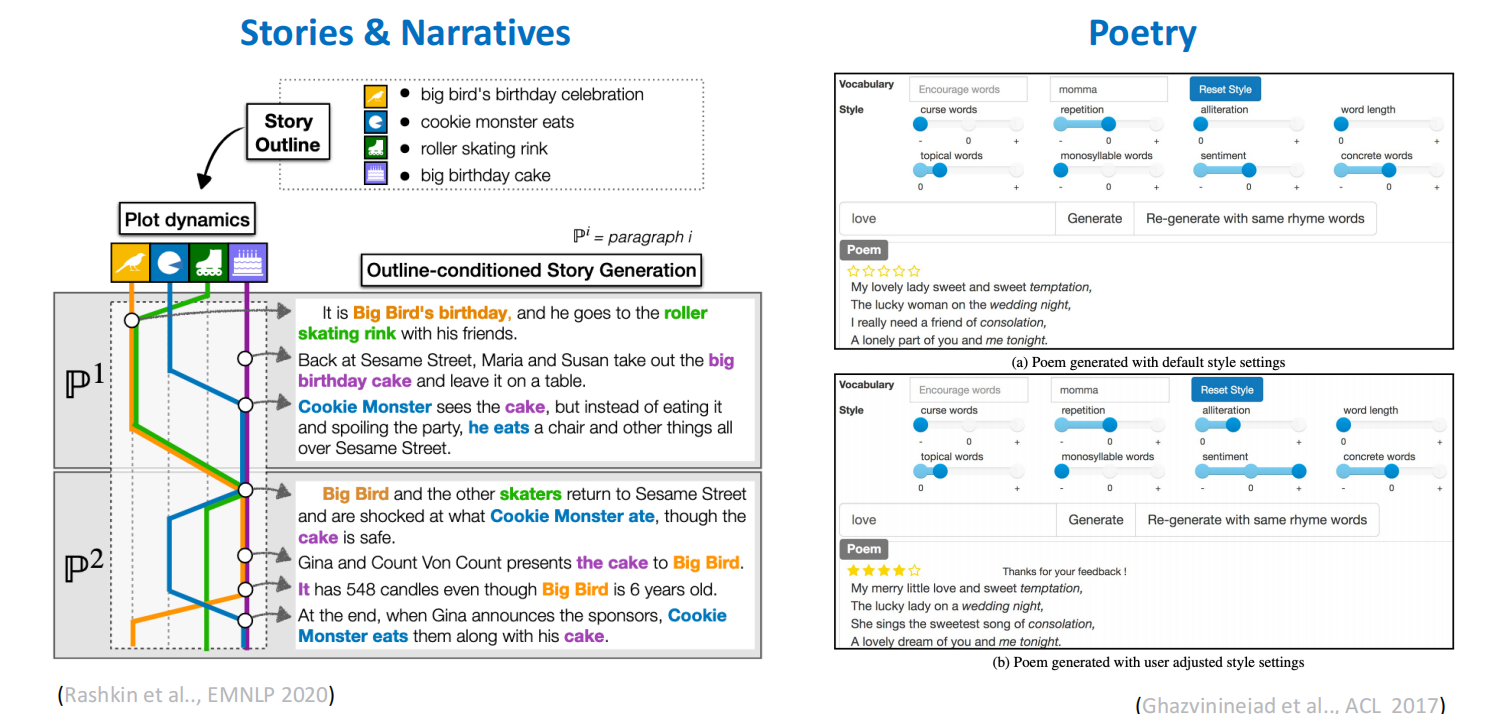 Stories & Narratives
Story
Outline
• big bird's birthday celebration
• cookie monster eats
• roller skating rink
• big birthday cake
Plot dynamics
ℙⁱ = paragraph i
Outline-conditioned Story Generation
ℙ¹
It is Big Bird's birthday, and he goes to the roller
skating rink with his friends.
Back at Sesame Street, Maria and Susan take out the big
birthday cake and leave it on a table.
Cookie Monster sees the cake, but instead of eating it
and spoiling the party, he eats a chair and other things all
over Sesame Street.
ℙ²
Big Bird and the other skaters return to Sesame Street
and are shocked at what Cookie Monster ate, though the
cake is safe.
Gina and Count Von Count presents the cake to Big Bird.
It has 548 candles even though Big Bird is 6 years old.
At the end, when Gina announces the sponsors, Cookie
Monster eats them along with his cake.
(Rashkin et al.., EMNLP 2020)
Poetry
Vocabulary Encourage words momma Reset Style
Style curse words repetition alliteration word length
- 0 + - 0 + 0 + 0 +
topical words monosyllable words sentiment concrete words
0 + - 0 + - 0 + - 0 +
love Generate Re-generate with same rhyme words
Poem
My lovely lady sweet and sweet temptation,
The lucky woman on the wedding night,
I really need a friend of consolation,
A lonely part of you and me tonight.
(a) Poem generated with default style settings
Vocabulary Encourage words momma Reset Style
Style curse words repetition alliteration word length
- 0 + - 0 + 0 + 0 +
topical words monosyllable words sentiment concrete words
0 + - 0 + - 0 + - 0 +
love Generate Re-generate with same rhyme words
Poem
Thanks for your feedback !
My merry little love and sweet temptation,
The lucky lady on a wedding night,
She sings the sweetest song of consolation,
A lovely dream of you and me tonight.
(b) Poem generated with user adjusted style settings
(Ghazvininejad et al.., ACL 2017)